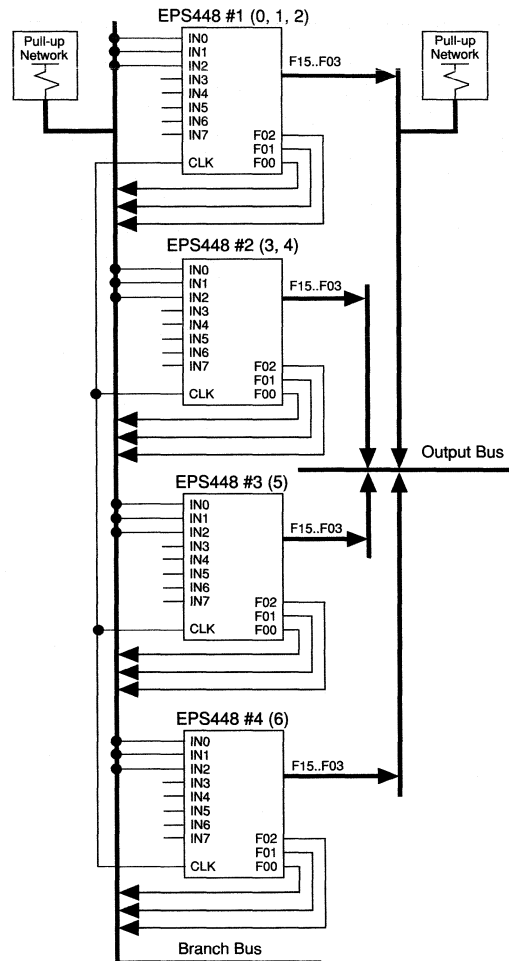 EPS448 #1 (0, 1, 2)
Pull-up
Network
Pull-up
Network
IN0
IN1
IN2
IN3
IN4
IN5
IN6
IN7
CLK
F15..F03
F02
F01
F00
EPS448 #2 (3, 4)
IN0
IN1
IN2
IN3
IN4
IN5
IN6
IN7
CLK
F15..F03
F02
F01
F00
Output Bus
EPS448 #3 (5)
IN0
IN1
IN2
IN3
IN4
IN5
IN6
IN7
CLK
F15..F03
F02
F01
F00
EPS448 #4 (6)
IN0
IN1
IN2
IN3
IN4
IN5
IN6
IN7
CLK
F15..F03
F02
F01
F00
Branch Bus